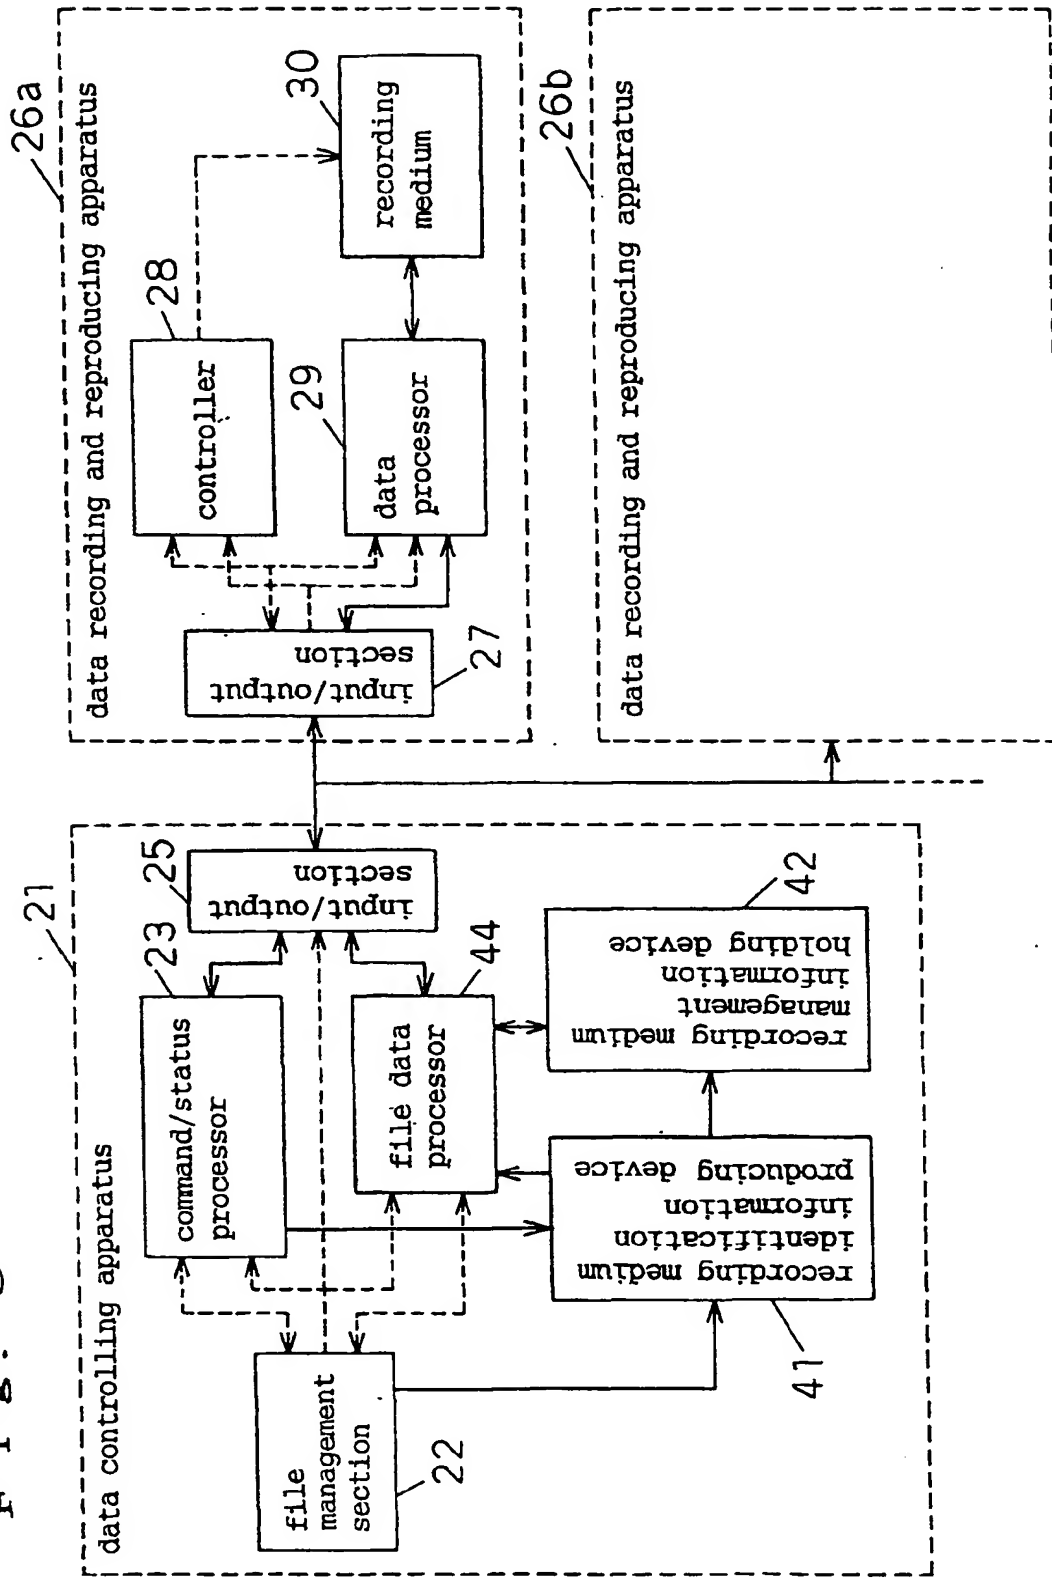 data controlling apparatus
21
file
management
section
22
command/status
processor
23
input/output
section
25
file data
processor
44
recording medium
identification
information
producing device
41
recording medium
management
information
holding device
42
data recording and reproducing apparatus
26a
input/output
section
27
controller
28
data
processor
29
recording
medium
30
data recording and reproducing apparatus
26b